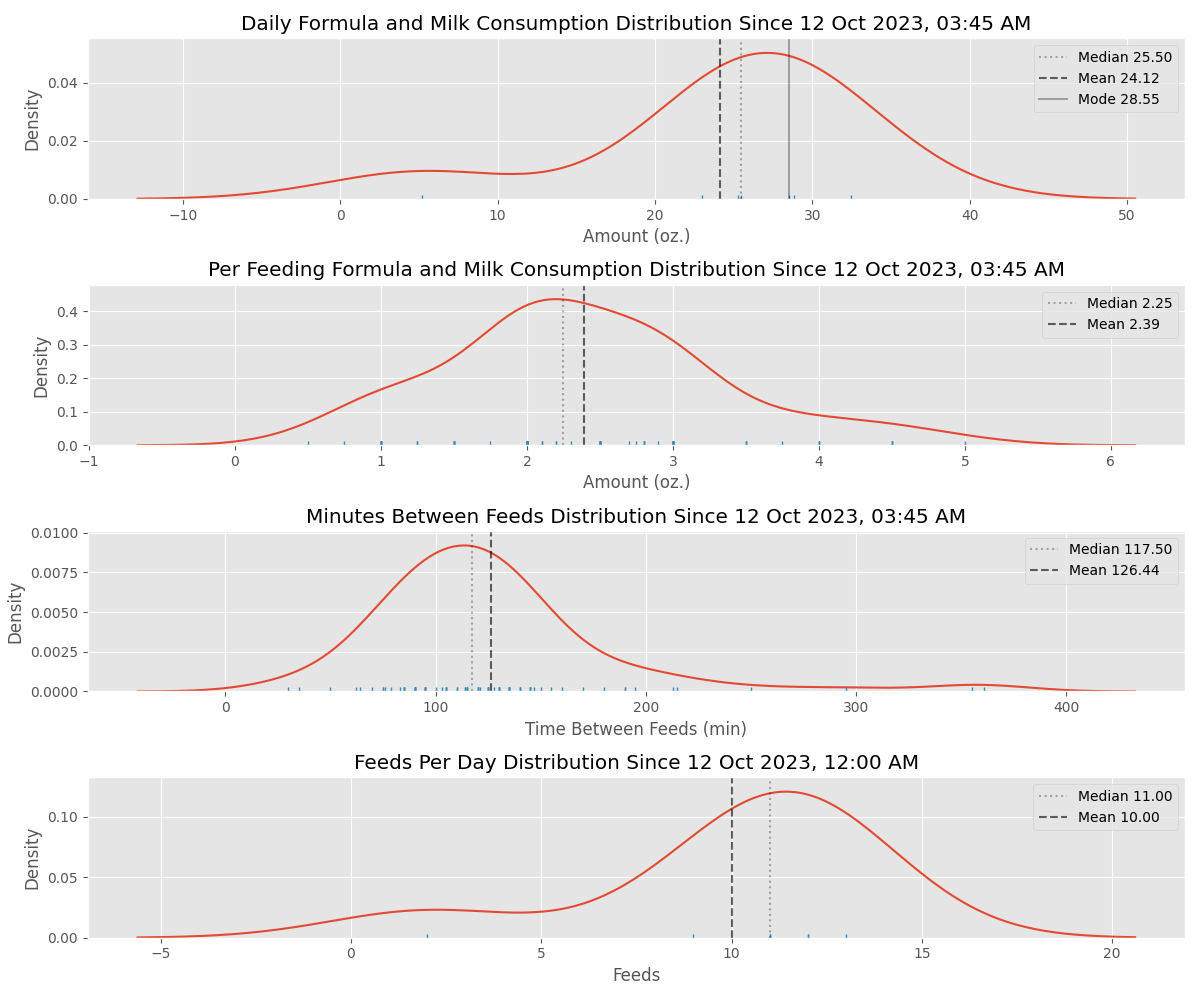 Daily Formula and Milk Consumption Distribution Since 12 Oct 2023, 03:45 AM
Median 25.50
Mean 24.12
Mode 28.55
Density
0.04
0.02
0.00
−10 0 10 20 30 40 50
Amount (oz.)
Per Feeding Formula and Milk Consumption Distribution Since 12 Oct 2023, 03:45 AM
Median 2.25
Mean 2.39
Density
0.4
0.3
0.2
0.1
0.0
−1 0 1 2 3 4 5 6
Amount (oz.)
Minutes Between Feeds Distribution Since 12 Oct 2023, 03:45 AM
Median 117.50
Mean 126.44
Density
0.0100
0.0075
0.0050
0.0025
0.0000
0 100 200 300 400
Time Between Feeds (min)
Feeds Per Day Distribution Since 12 Oct 2023, 12:00 AM
Median 11.00
Mean 10.00
Density
0.10
0.05
0.00
−5 0 5 10 15 20
Feeds